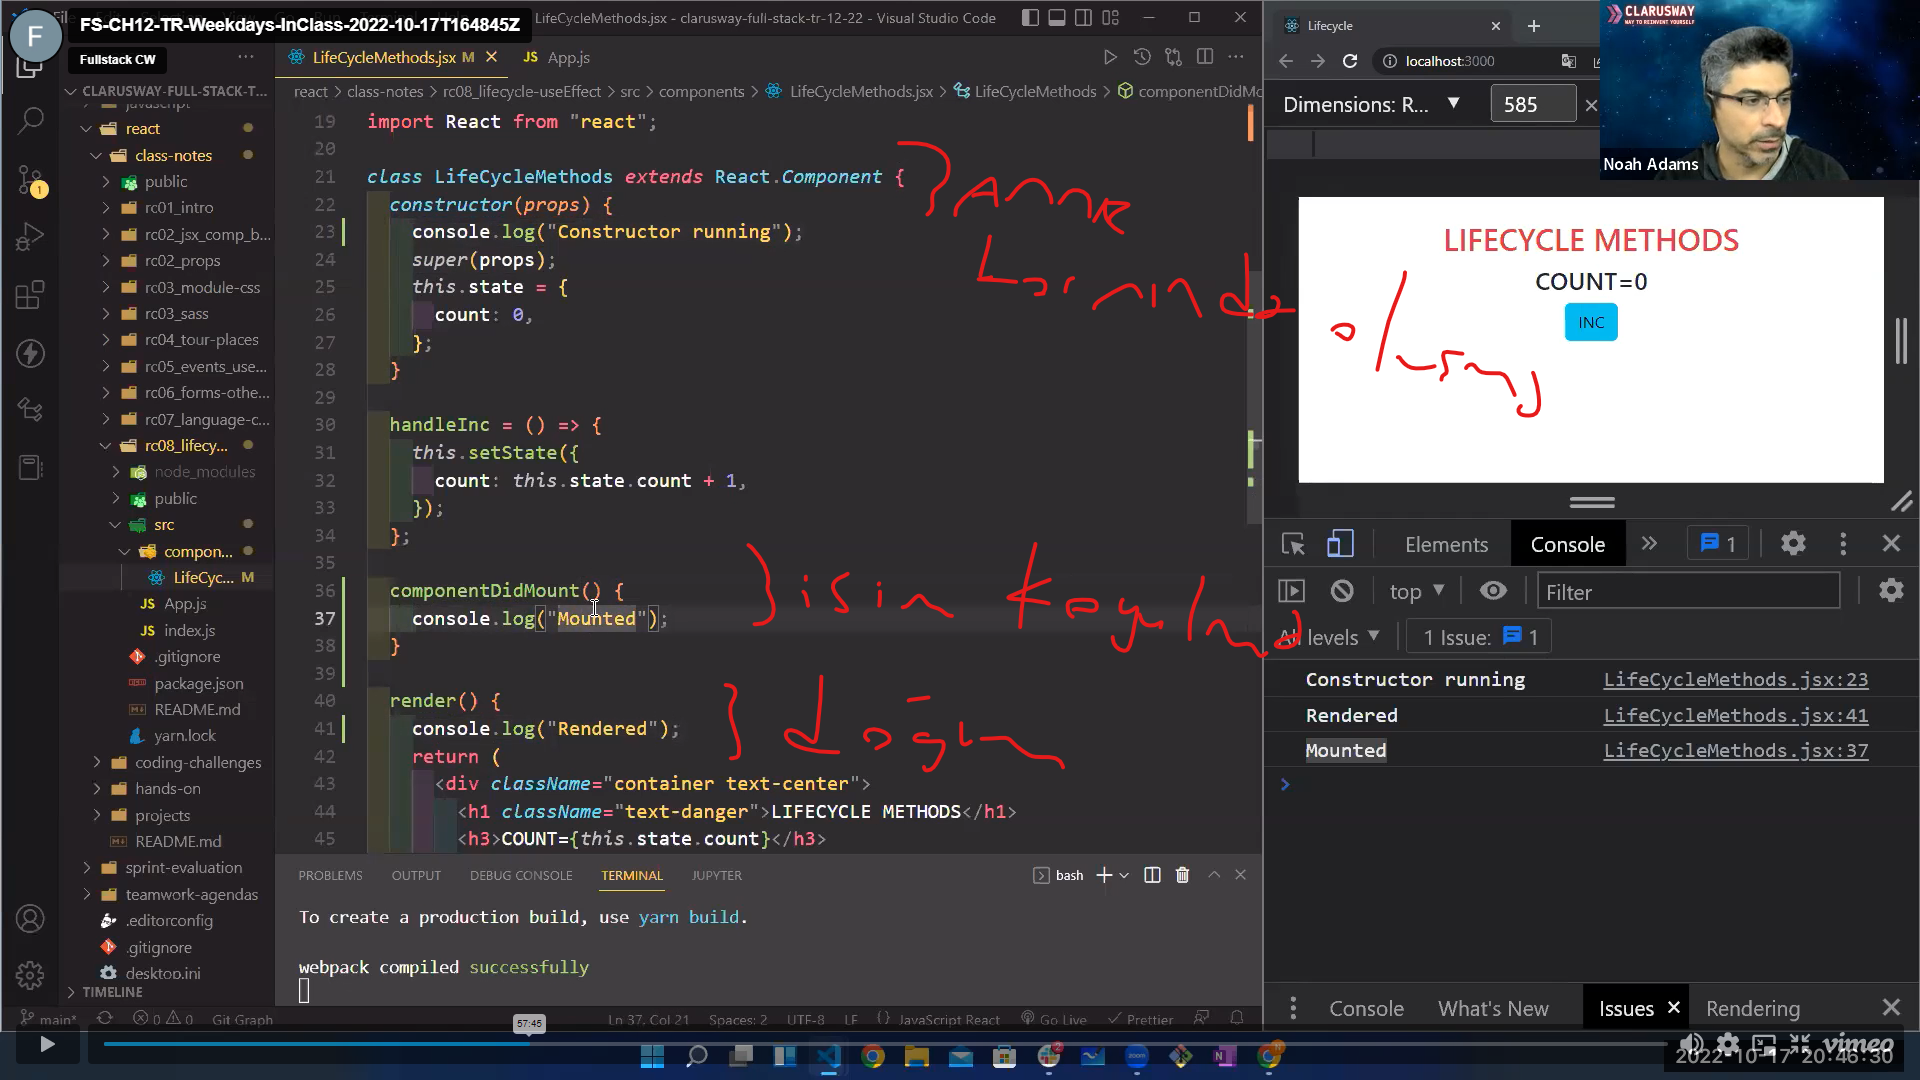 FS-CH12-TR-Weekdays-InClass-2022-10-17T164845Z
F
Fullstack CW
LifeCycleMethods.jsx - clarusway-full-stack-tr-12-22 - Visual Studio Code
LifeCycleMethods.jsx M
App.js
CLARUSWAY-FULL-STACK-T...
javascript
react
class-notes
public
rc01_intro
rc02_jsx_comp_b...
rc02_props
rc03_module-css
rc03_sass
rc04_tour-places
rc05_events_use...
rc06_forms-othe...
rc07_language-c...
rc08_lifecy...
node_modules
public
src
compon...
LifeCyc... M
App.js
index.js
.gitignore
package.json
README.md
yarn.lock
coding-challenges
hands-on
projects
README.md
sprint-evaluation
teamwork-agendas
.editorconfig
.gitignore
desktop.ini
TIMELINE
1
react > class-notes > rc08_lifecycle-useEffect > src > components > LifeCycleMethods.jsx > LifeCycleMethods > componentDidMo
19 import React from "react";
20
21 class LifeCycleMethods extends React.Component {
22 constructor(props) {
23 console.log("Constructor running");
24 super(props);
25 this.state = {
26 count: 0,
27 };
28 }
29
30 handleInc = () => {
31 this.setState({
32 count: this.state.count + 1,
33 });
34 };
35
36 componentDidMount() {
37 console.log("Mounted");
38 }
39
40 render() {
41 console.log("Rendered");
42 return (
43 <div className="container text-center">
44 <h1 className="text-danger">LIFECYCLE METHODS</h1>
45 <h3>COUNT={this.state.count}</h3>
} Anne
isin
} doğum
PROBLEMS OUTPUT DEBUG CONSOLE TERMINAL JUPYTER
bash
To create a production build, use yarn build.
webpack compiled successfully
main* 0 0 Git Graph
Ln 37, Col 21 Spaces: 2 UTF-8 LF {} JavaScript React Go Live Prettier
57:45
Lifecycle
localhost:3000
Dimensions: R... 585
CLARUSWAY
WAY TO REINVENT YOURSELF
Noah Adams
LIFECYCLE METHODS
COUNT=0
INC
Elements Console 1
top Filter
levels 1 Issue: 1
Constructor running LifeCycleMethods.jsx:23
Rendered LifeCycleMethods.jsx:41
Mounted LifeCycleMethods.jsx:37
Console What's New Issues Rendering
vimeo
2022-10-17 20:46:30